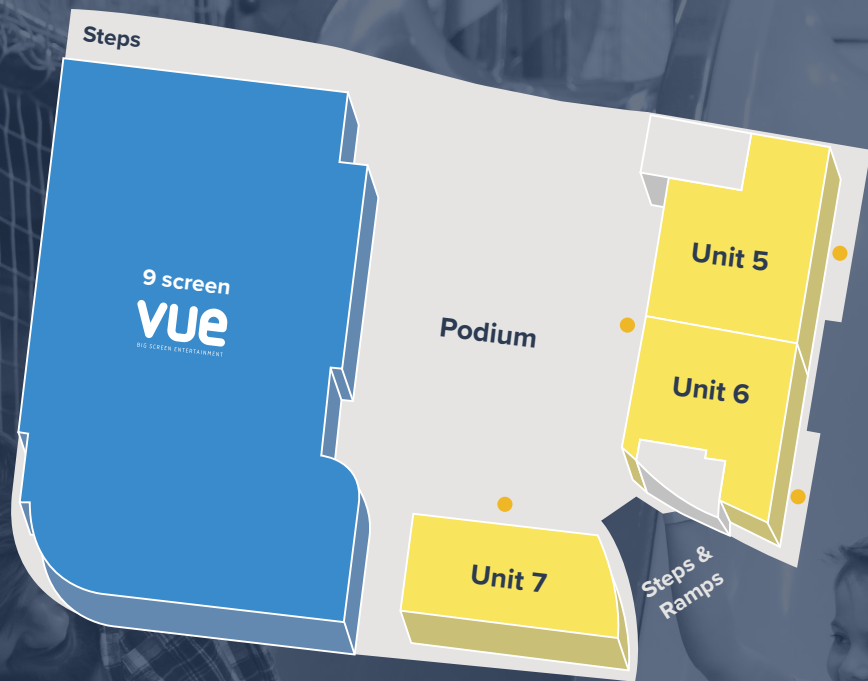 Steps
9 screen
vue
BIG SCREEN ENTERTAINMENT
Podium
Unit 5
Unit 6
Unit 7
Steps &
Ramps